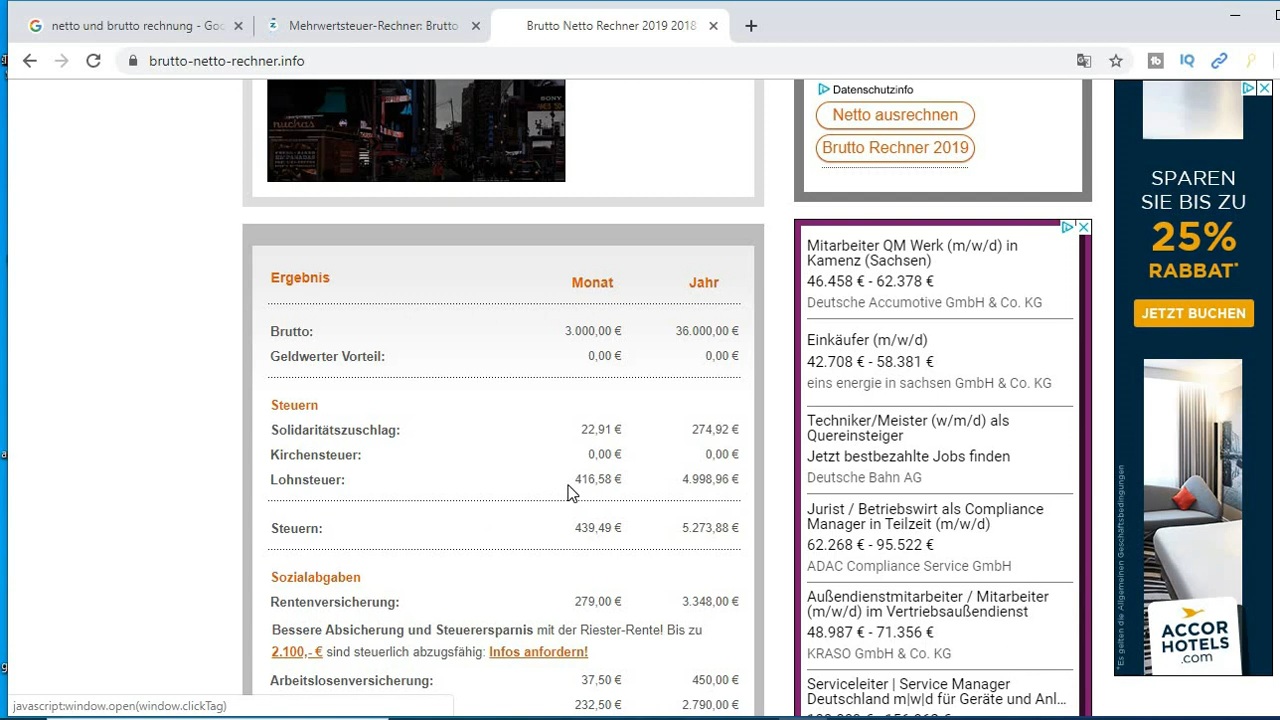 netto und brutto rechnung - Goo
Mehrwertsteuer-Rechner: Brutto
Brutto Netto Rechner 2019 2018
brutto-netto-rechner.info
nuchas
SONY
Datenschutzinfo
Netto ausrechnen
Brutto Rechner 2019
Ergebnis Monat Jahr
Brutto: 3.000,00 € 36.000,00 €
Geldwerter Vorteil: 0,00 € 0,00 €
Steuern
Solidaritätszuschlag: 22,91 € 274,92 €
Kirchensteuer: 0,00 € 0,00 €
Lohnsteuer: 416,58 € 4.998,96 €
Steuern: 439,49 € 5.273,88 €
Sozialabgaben
Rentenversicherung: 279,00 € 3.348,00 €
Bessere Absicherung und Steuerersparnis mit der Riester-Rente! Bis zu
2.100,- € sind steuerlich abzugsfähig: Infos anfordern!
Arbeitslosenversicherung: 37,50 € 450,00 €
232,50 € 2.790,00 €
javascript:window.open(window.clickTag)
Mitarbeiter QM Werk (m/w/d) in
Kamenz (Sachsen)
46.458 € - 62.378 €
Deutsche Accumotive GmbH & Co. KG
Einkäufer (m/w/d)
42.708 € - 58.381 €
eins energie in sachsen GmbH & Co. KG
Techniker/Meister (w/m/d) als
Quereinsteiger
Jetzt bestbezahlte Jobs finden
Deutsche Bahn AG
Jurist / Betriebswirt als Compliance
Manager in Teilzeit (m/w/d)
62.268 € - 95.522 €
ADAC Compliance Service GmbH
Außendienstmitarbeiter / Mitarbeiter
(m/w/d) im Vertriebsaußendienst
48.987 € - 71.356 €
KRASO GmbH & Co. KG
Serviceleiter | Service Manager
Deutschland m|w|d für Geräte und Anl...
SPAREN
SIE BIS ZU
25%
RABBAT*
JETZT BUCHEN
*Es gelten die Allgemeinen Geschäftsbedingungen
ACCOR
HOTELS
.com